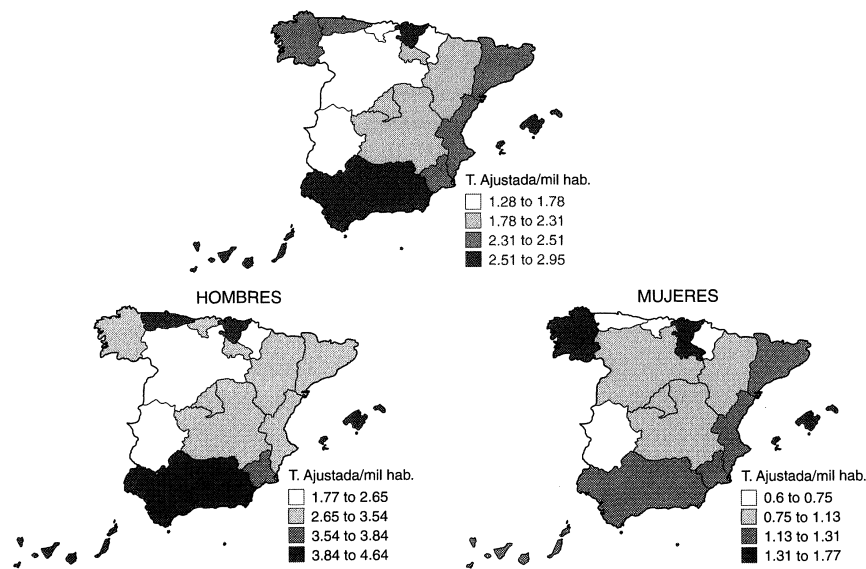 T. Ajustada/mil hab.
1.28 to 1.78
1.78 to 2.31
2.31 to 2.51
2.51 to 2.95
HOMBRES
T. Ajustada/mil hab.
1.77 to 2.65
2.65 to 3.54
3.54 to 3.84
3.84 to 4.64
MUJERES
T. Ajustada/mil hab.
0.6 to 0.75
0.75 to 1.13
1.13 to 1.31
1.31 to 1.77